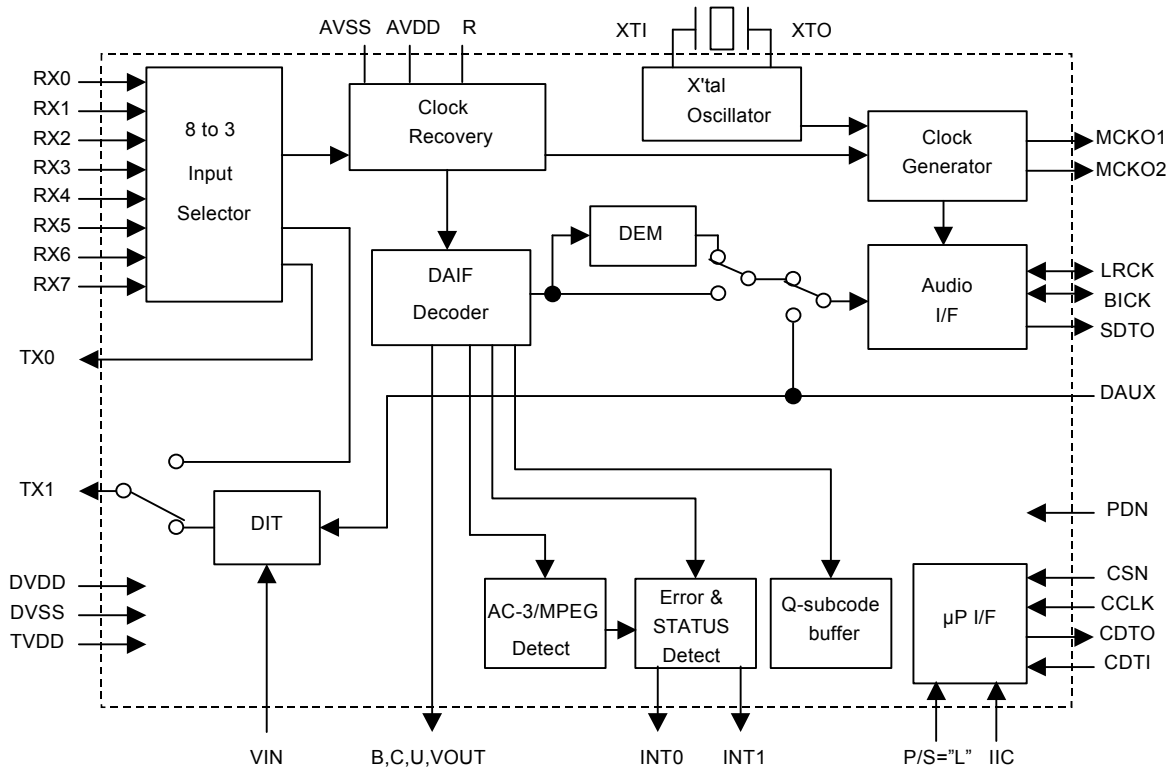 AVSS AVDD R XTI XTO
RX0
RX1
RX2
RX3
RX4
RX5
RX6
RX7
8 to 3
Input
Selector
Clock
Recovery
X'tal
Oscillator
Clock
Generator
MCKO1
MCKO2
DEM
DAIF
Decoder
Audio
I/F
LRCK
BICK
SDTO
TX0
DAUX
TX1
DIT
PDN
DVDD
DVSS
TVDD
AC-3/MPEG
Detect
Error &
STATUS
Detect
Q-subcode
buffer
µP I/F
CSN
CCLK
CDTO
CDTI
VIN B,C,U,VOUT INT0 INT1 P/S=”L” IIC